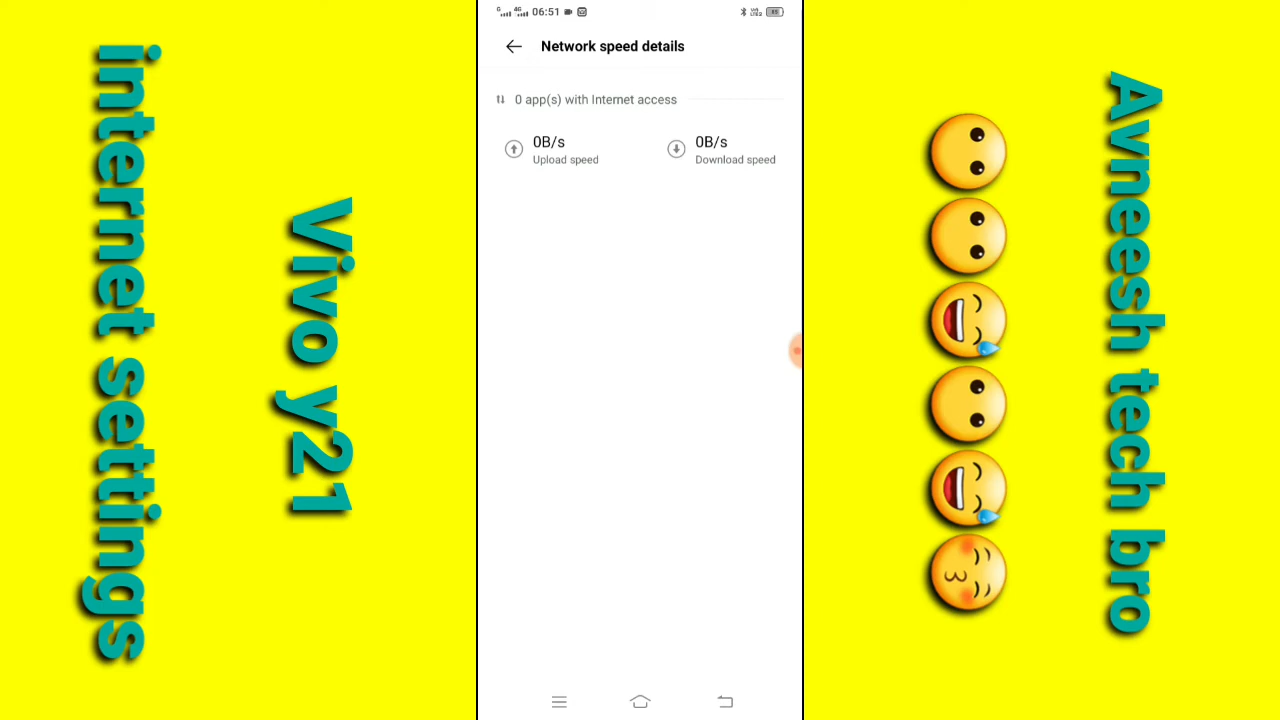 internet settings
Vivo y21
06:51
Network speed details
0 app(s) with Internet access
0B/s
Upload speed
0B/s
Download speed
Avneesh tech bro